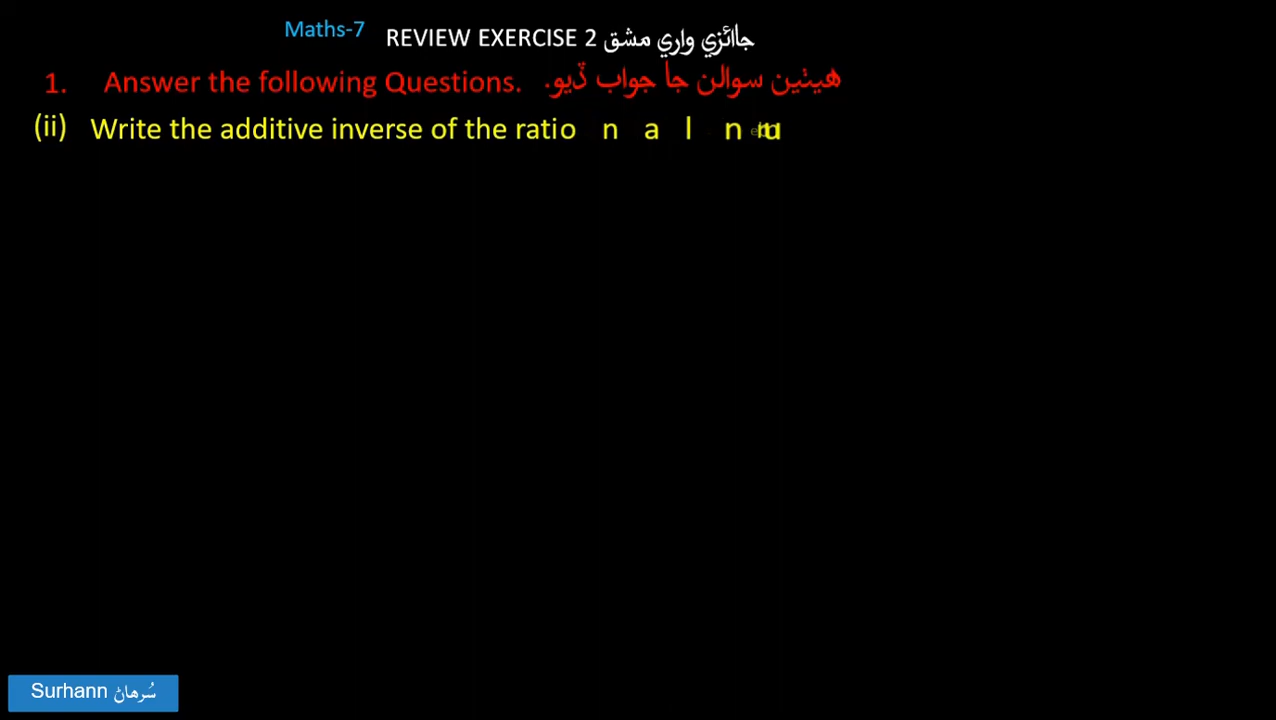 Maths-7
REVIEW EXERCISE 2 جائزي واري مشق
1. Answer the following Questions. هيٺين سوالن جا جواب ڏيو.
(ii) Write the additive inverse of the ratio n a l n
Surhann سُرهاڻ